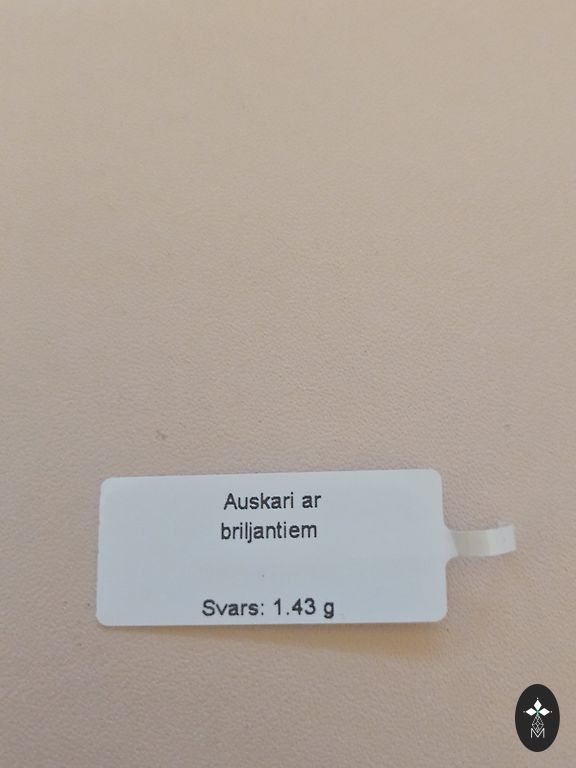 Auskari ar
briljantiem
Svars: 1.43 g
M